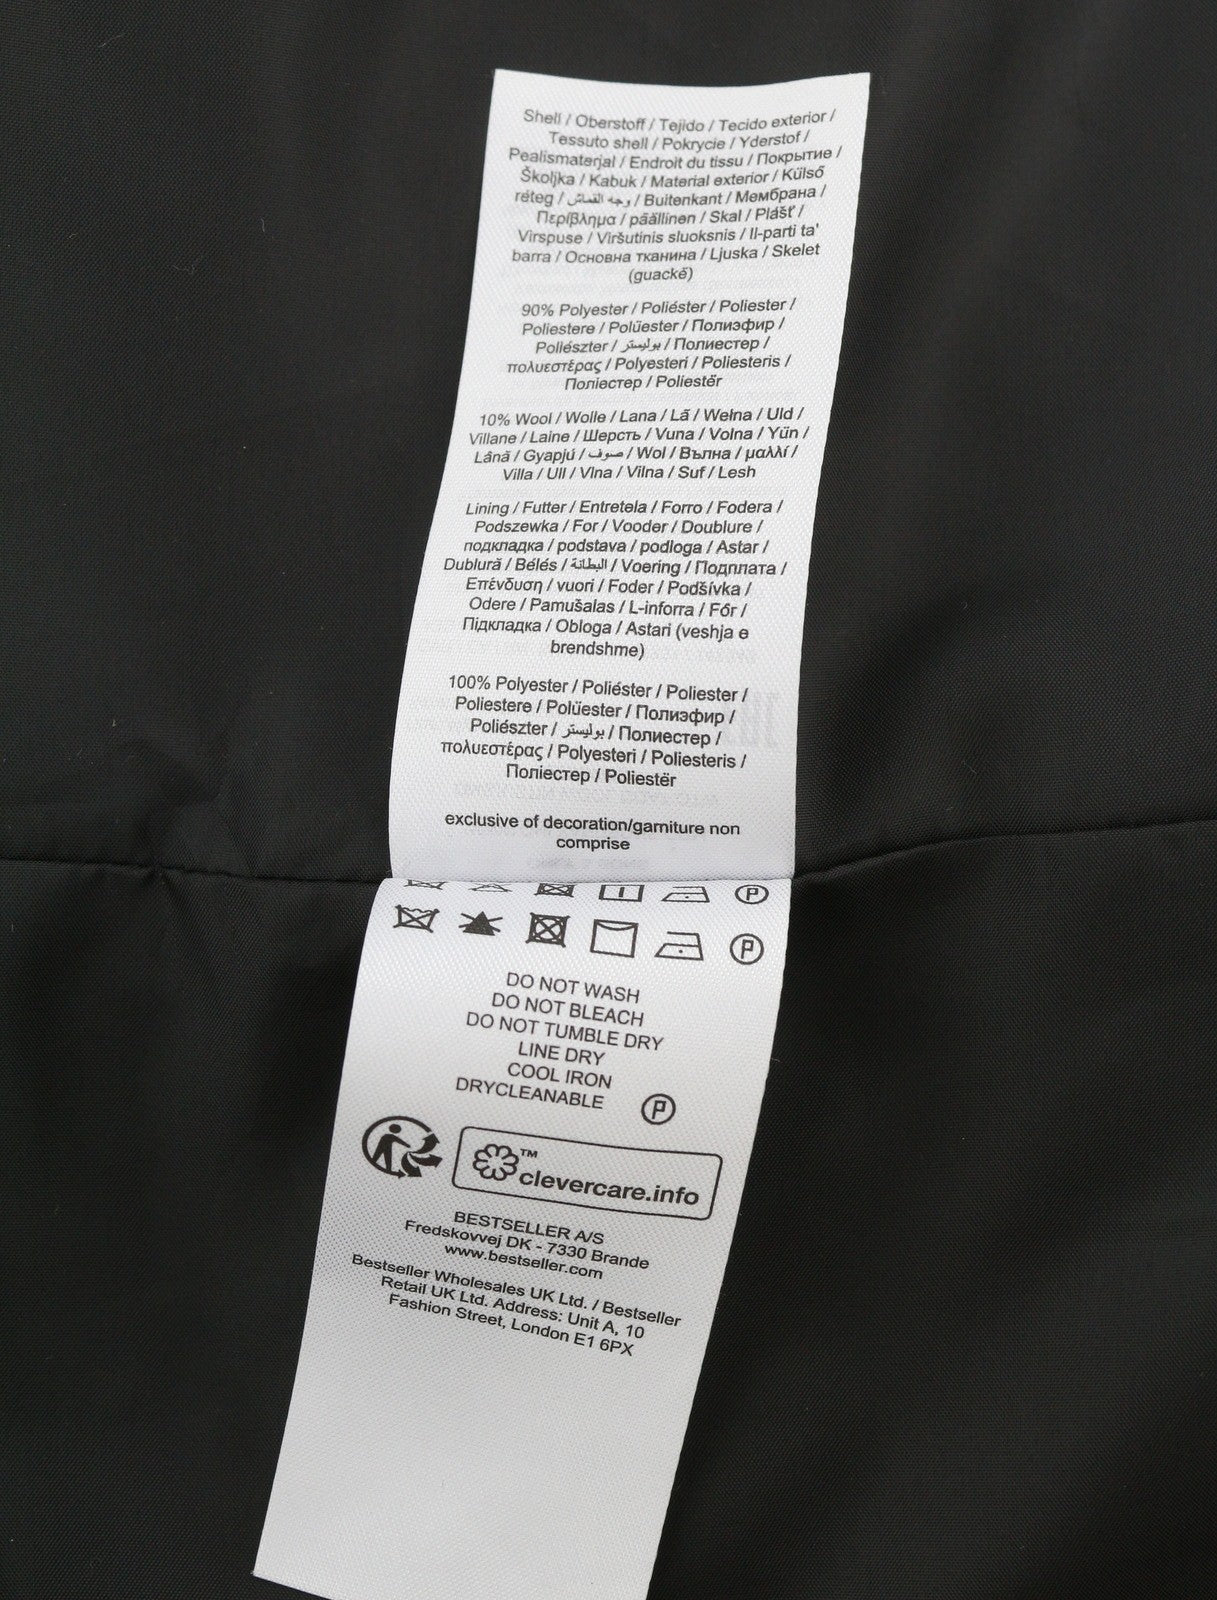 Shell / Oberstoff / Tejido / Tecido exterior /
Tessuto shell / Pokrycie / Yderstof /
Pealismaterjal / Endroit du tissu / Покрытие /
Školjka / Kabuk / Material exterior / Külső
réteg / وجه القماش / Buitenkant / Мембрана /
Περίβλημα / päällinen / Skal / Plášť /
Virspuse / Viršutinis sluoksnis / Il-parti ta'
barra / Основна тканина / Ljuska / Skelet
(guackë)
90% Polyester / Poliéster / Poliester /
Poliestere / Polüester / Полиэфир /
Poliészter / بوليستر / Полиестер /
πολυεστέρας / Polyesteri / Poliesteris /
Поліестер / Poliestër
10% Wool / Wolle / Lana / Lã / Wełna / Uld /
Villane / Laine / Шерсть / Vuna / Volna / Yün /
Lână / Gyapjú / صوف / Wol / Вълна / μαλλί /
Villa / Ull / Vlna / Vilna / Suf / Lesh
Lining / Futter / Entretela / Forro / Fodera /
Podszewka / For / Vooder / Doublure /
подкладка / podstava / podloga / Astar /
Dublură / Bélés / البطانة / Voering / Подплата /
Επένδυση / vuori / Foder / Podšívka /
Odere / Pamušalas / L-inforra / Fór /
Підкладка / Obloga / Astari (veshja e
brendshme)
100% Polyester / Poliéster / Poliester /
Poliestere / Polüester / Полиэфир /
Poliészter / بوليستر / Полиестер /
πολυεστέρας / Polyesteri / Poliesteris /
Поліестер / Poliestër
exclusive of decoration/garniture non
comprise
P
P
DO NOT WASH
DO NOT BLEACH
DO NOT TUMBLE DRY
LINE DRY
COOL IRON
DRYCLEANABLE P
™
clevercare.info
BESTSELLER A/S
Fredskovvej DK - 7330 Brande
www.bestseller.com
Bestseller Wholesales UK Ltd. / Bestseller
Retail UK Ltd. Address: Unit A, 10
Fashion Street, London E1 6PX